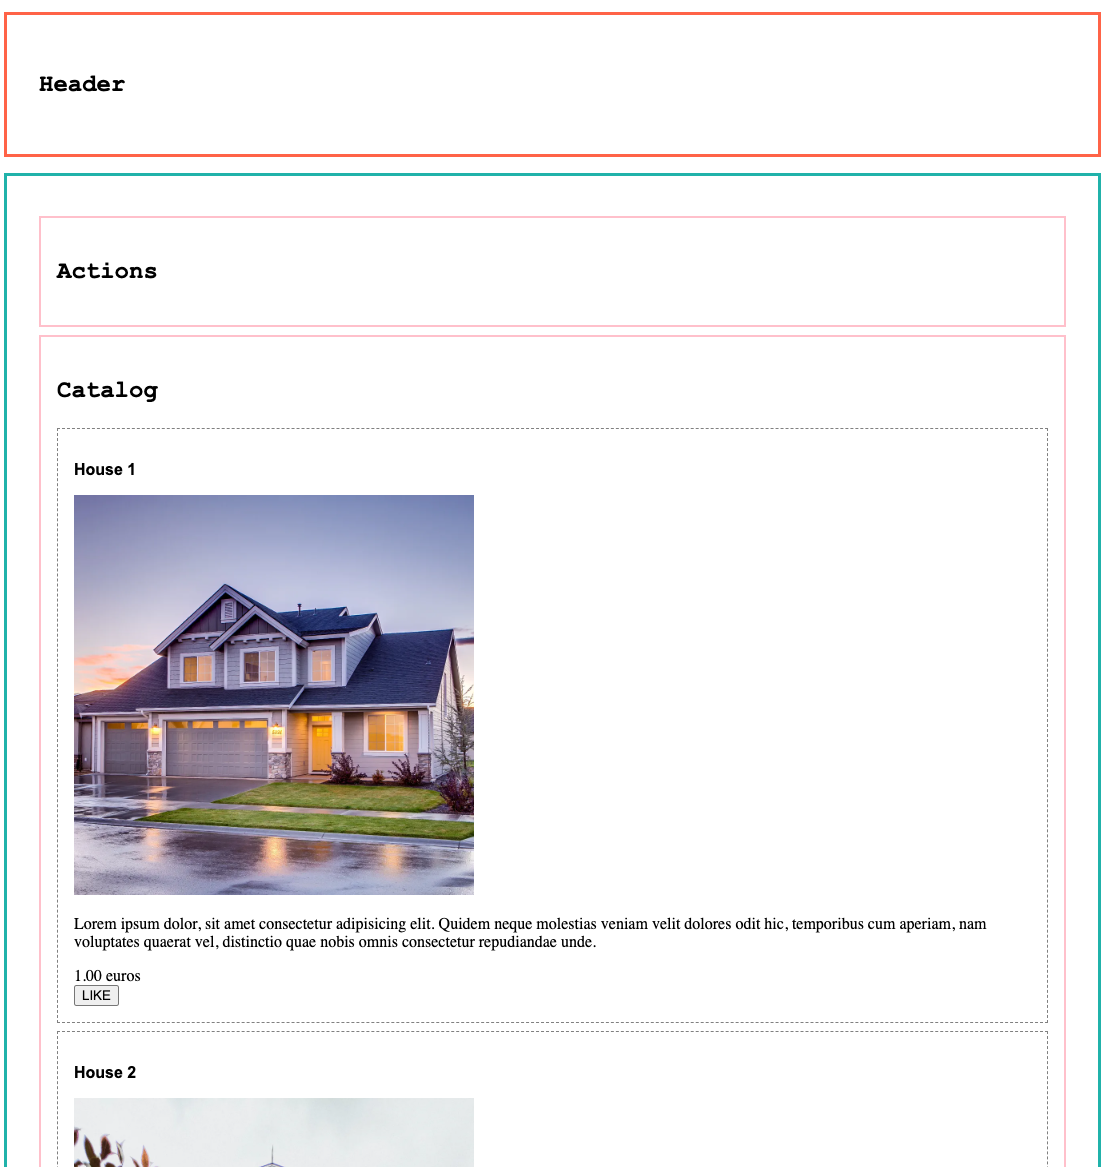 Header
Actions
Catalog
House 1
Lorem ipsum dolor, sit amet consectetur adipisicing elit. Quidem neque molestias veniam velit dolores odit hic, temporibus cum aperiam, nam
voluptates quaerat vel, distinctio quae nobis omnis consectetur repudiandae unde.
1.00 euros
LIKE
House 2